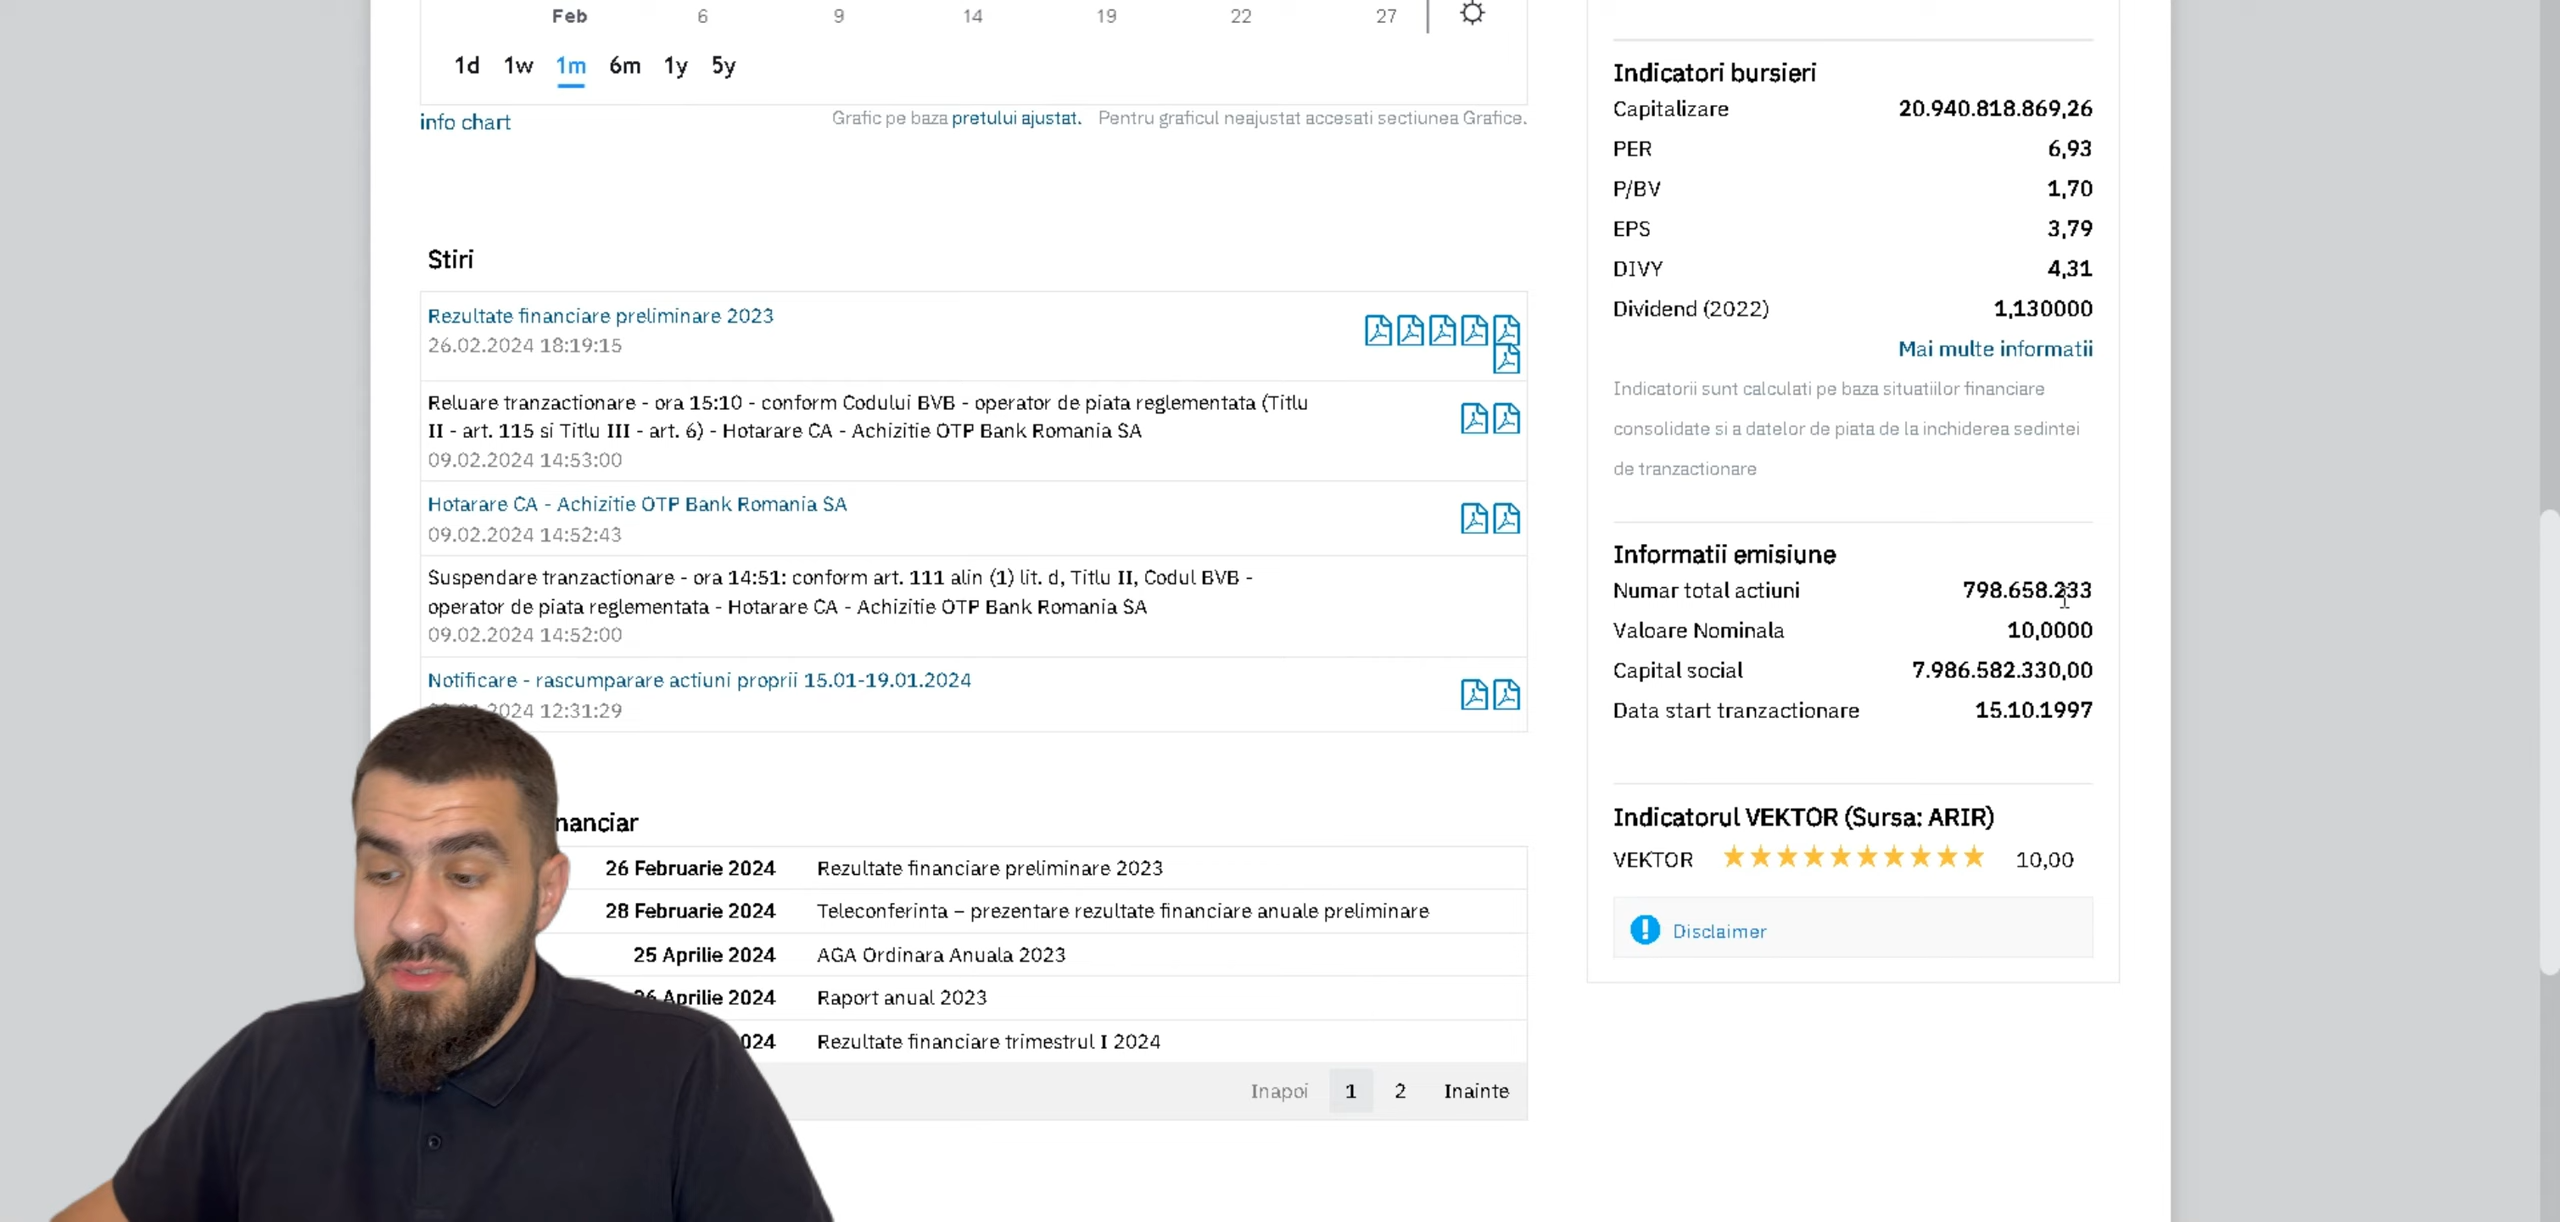 Feb 6 9 14 19 22 27
1d 1w 1m 6m 1y 5y
info chart
Grafic pe baza pretului ajustat. Pentru graficul neajustat accesati sectiunea Grafice.
Stiri
Rezultate financiare preliminare 2023
26.02.2024 18:19:15
Reluare tranzactionare - ora 15:10 - conform Codului BVB - operator de piata reglementata (Titlu
II - art. 115 si Titlu III - art. 6) - Hotarare CA - Achizitie OTP Bank Romania SA
09.02.2024 14:53:00
Hotarare CA - Achizitie OTP Bank Romania SA
09.02.2024 14:52:43
Suspendare tranzactionare - ora 14:51: conform art. 111 alin (1) lit. d, Titlu II, Codul BVB -
operator de piata reglementata - Hotarare CA - Achizitie OTP Bank Romania SA
09.02.2024 14:52:00
Notificare - rascumparare actiuni proprii 15.01-19.01.2024
2024 12:31:29
nanciar
26 Februarie 2024 Rezultate financiare preliminare 2023
28 Februarie 2024 Teleconferinta – prezentare rezultate financiare anuale preliminare
25 Aprilie 2024 AGA Ordinara Anuala 2023
Aprilie 2024 Raport anual 2023
024 Rezultate financiare trimestrul I 2024
Inapoi 1 2 Inainte
Indicatori bursieri
Capitalizare 20.940.818.869,26
PER 6,93
P/BV 1,70
EPS 3,79
DIVY 4,31
Dividend (2022) 1,130000
Mai multe informatii
Indicatorii sunt calculati pe baza situatiilor financiare
consolidate si a datelor de piata de la inchiderea sedintei
de tranzactionare
Informatii emisiune
Numar total actiuni 798.658.233
Valoare Nominala 10,0000
Capital social 7.986.582.330,00
Data start tranzactionare 15.10.1997
Indicatorul VEKTOR (Sursa: ARIR)
VEKTOR 10,00
Disclaimer